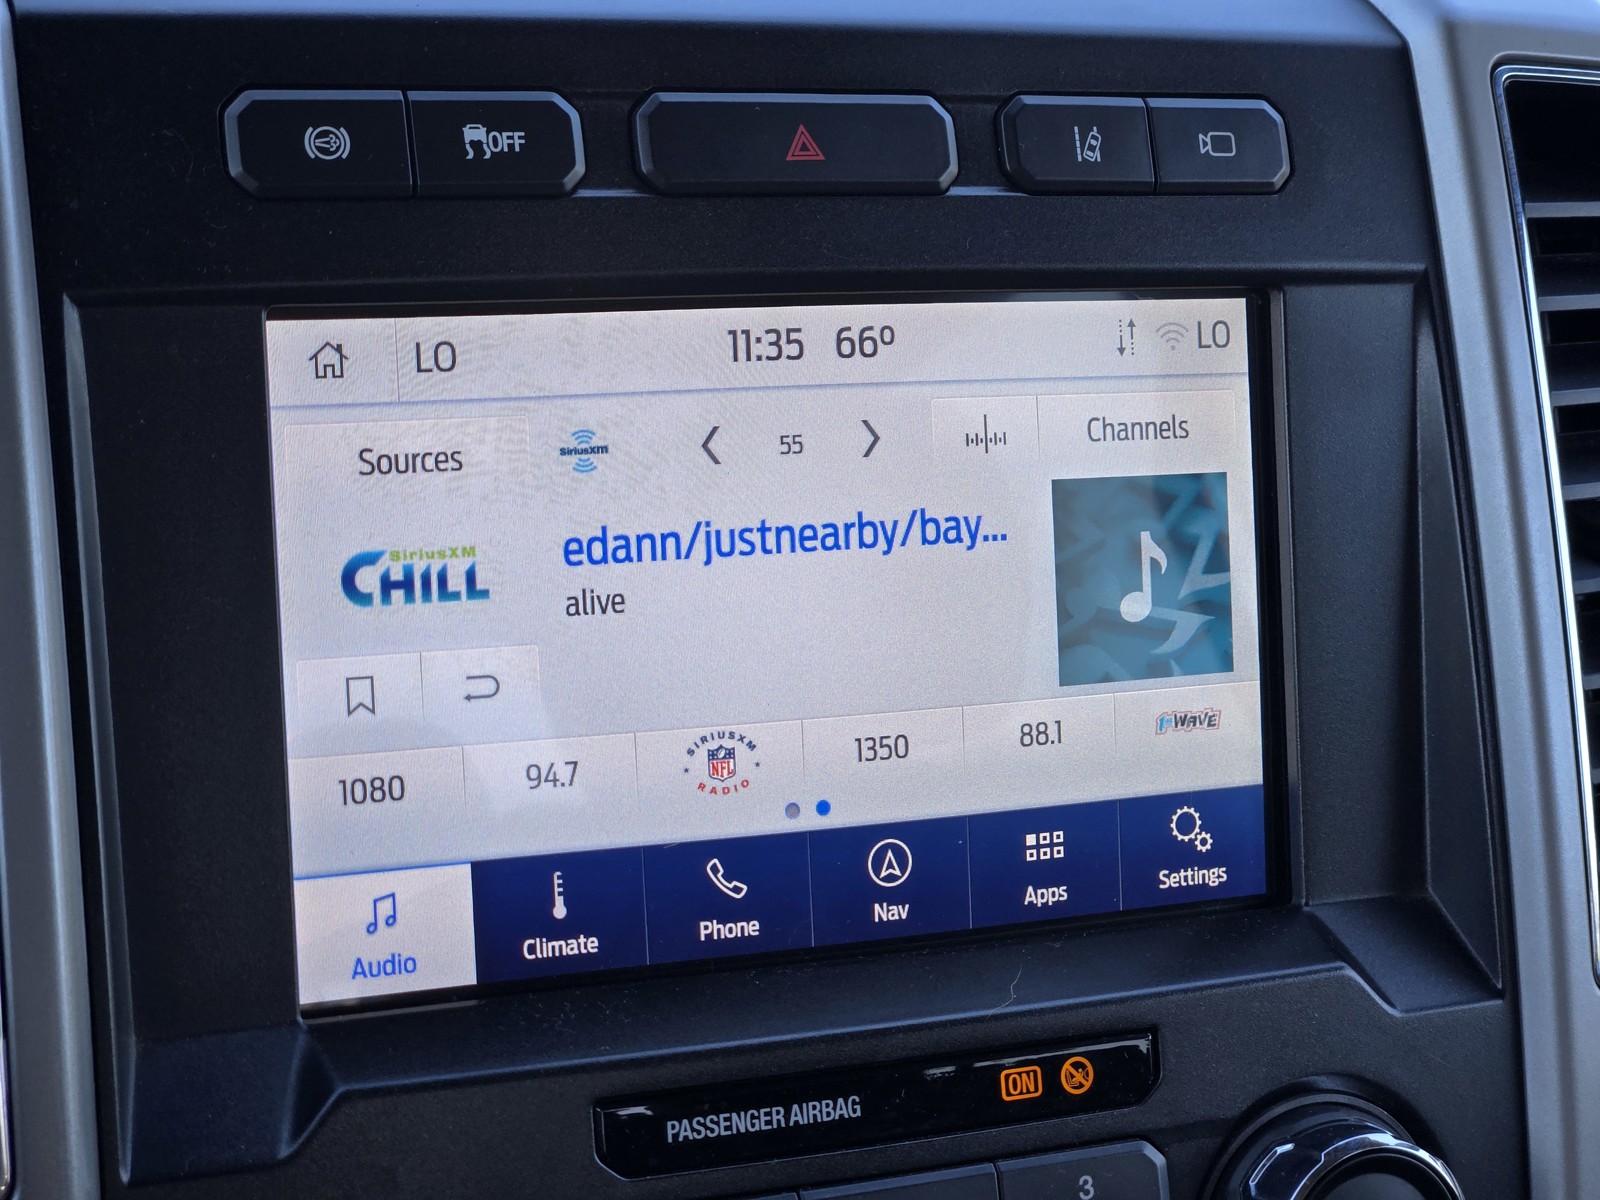 OFF
LO 11:35 66º LO
Sources SiriusXM 55 Channels
SiriusXM
CHILL
edann/justnearby/bay...
alive
1080 94.7 SIRIUSXM NFL RADIO 1350 88.1 1st WAVE
Audio Climate Phone Nav Apps Settings
PASSENGER AIRBAG ON
3